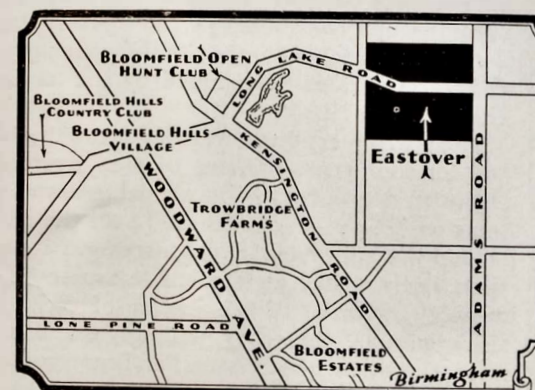 BLOOMFIELD OPEN
HUNT CLUB
LONG LAKE ROAD
BLOOMFIELD HILLS
COUNTRY CLUB
BLOOMFIELD HILLS
VILLAGE
Eastover
KENSINGTON ROAD
WOODWARD AVE.
TROWBRIDGE
FARMS
ADAMS ROAD
LONE PINE ROAD
BLOOMFIELD
ESTATES
Birmingham